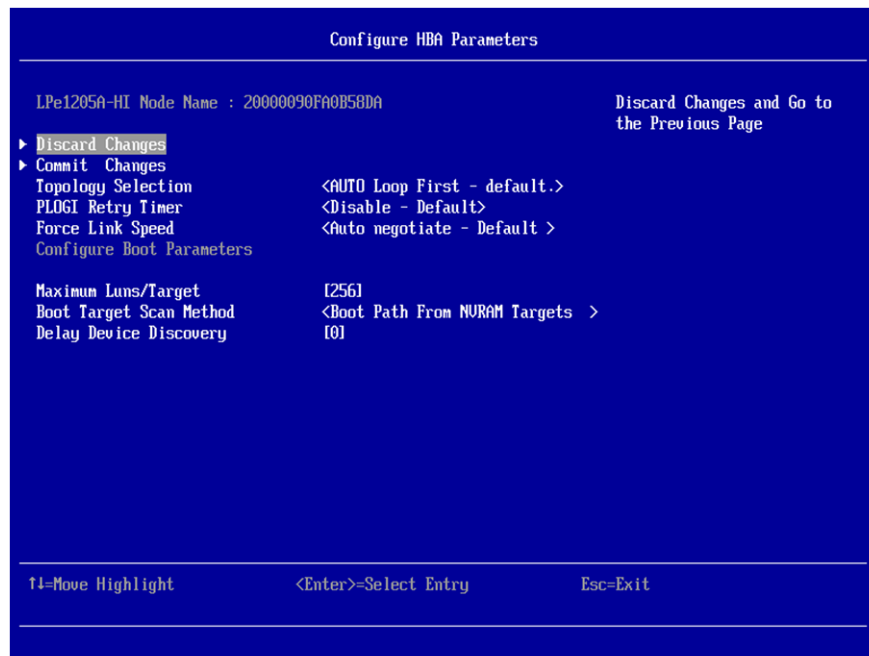 Configure HBA Parameters
LPe1205A-HI Node Name : 20000090FA0B58DA
Discard Changes and Go to
the Previous Page
Discard Changes
Commit Changes
Topology Selection <AUTO Loop First - default.>
PLOGI Retry Timer <Disable - Default>
Force Link Speed <Auto negotiate - Default >
Configure Boot Parameters
Maximum Luns/Target [256]
Boot Target Scan Method <Boot Path From NVRAM Targets >
Delay Device Discovery [0]
↑↓=Move Highlight <Enter>=Select Entry Esc=Exit